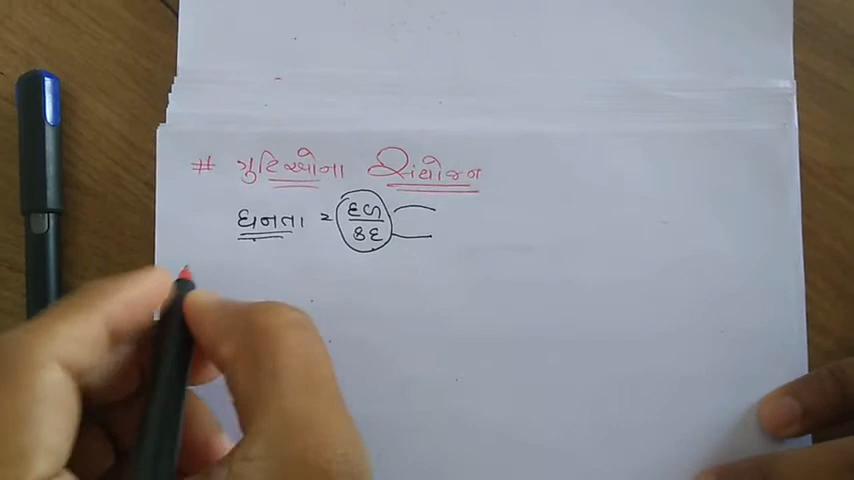 # ત્રુટિઓના સંયોજન
ઘનતા = દળ / કદ